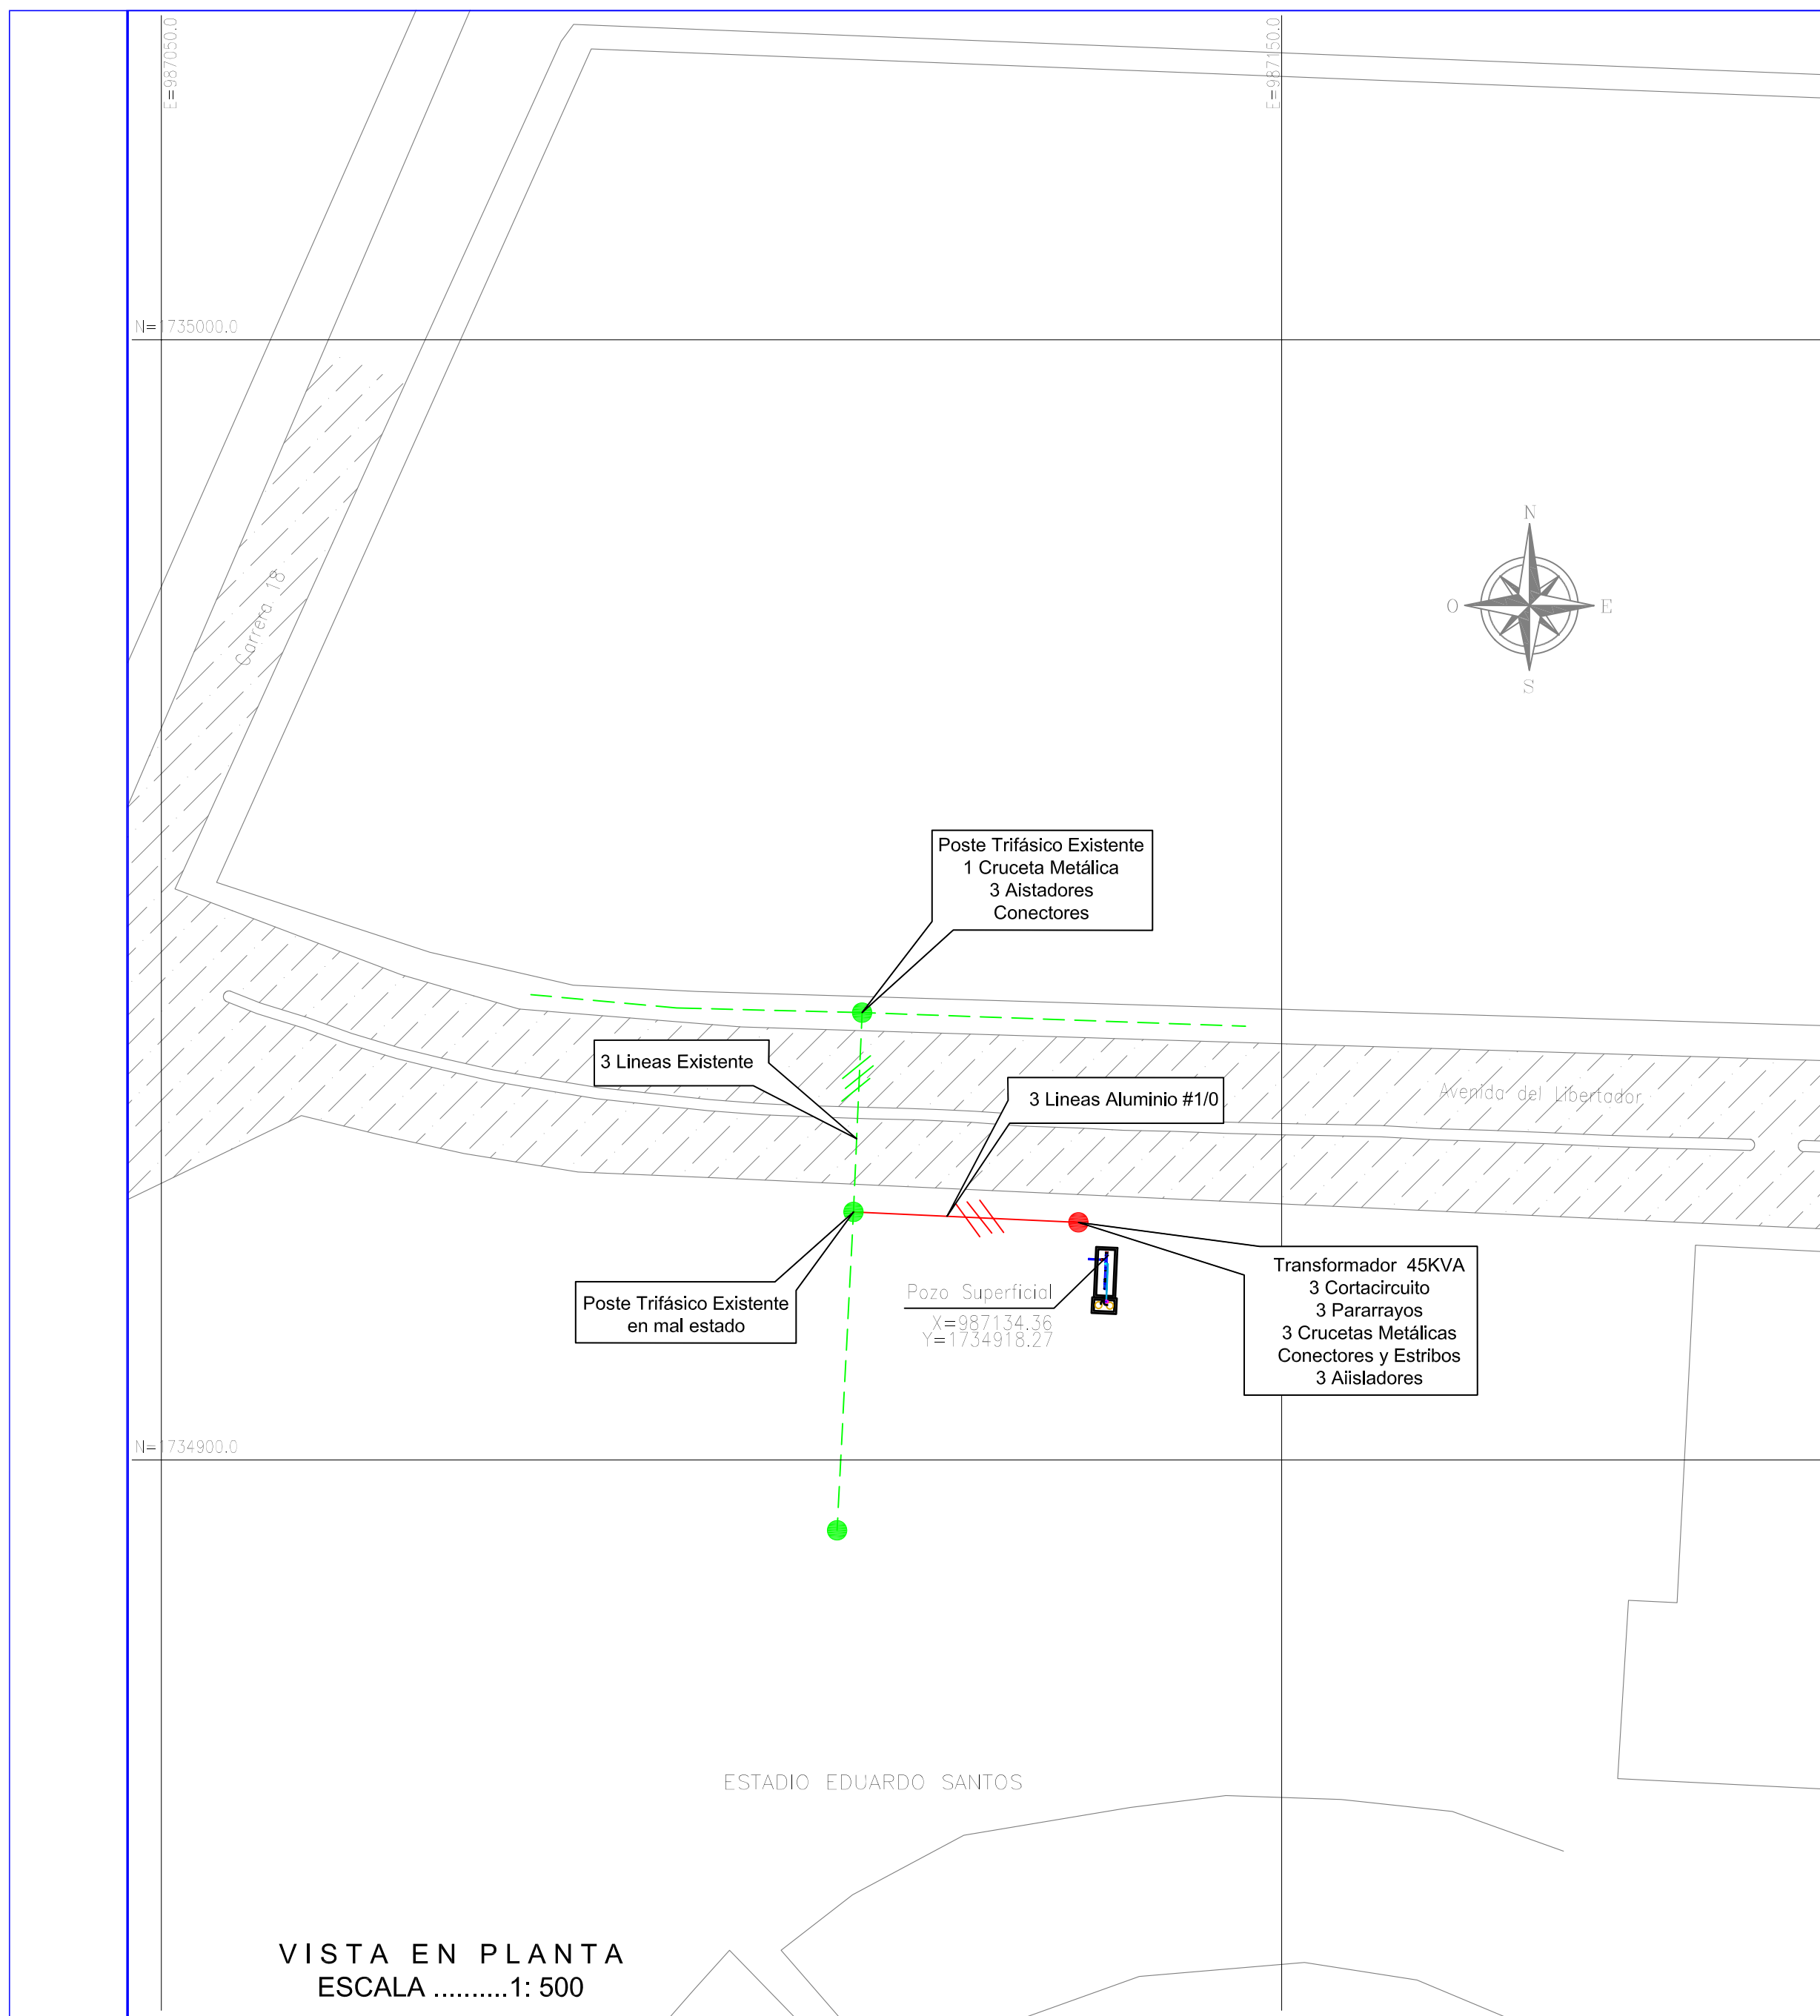 E=987050.0
E=987150.0
N=1735000.0
N
O
E
S
Carrera 18
Poste Trifásico Existente
1 Cruceta Metálica
3 Aistadores
Conectores
3 Lineas Existente
3 Lineas Aluminio #1/0
Avenida del Libertador
Poste Trifásico Existente
en mal estado
Pozo Superficial
X=987134.36
Y=1734918.27
Transformador 45KVA
3 Cortacircuito
3 Pararrayos
3 Crucetas Metálicas
Conectores y Estribos
3 Aiisladores
N=1734900.0
ESTADIO EDUARDO SANTOS
VISTA EN PLANTA
ESCALA ..........1: 500